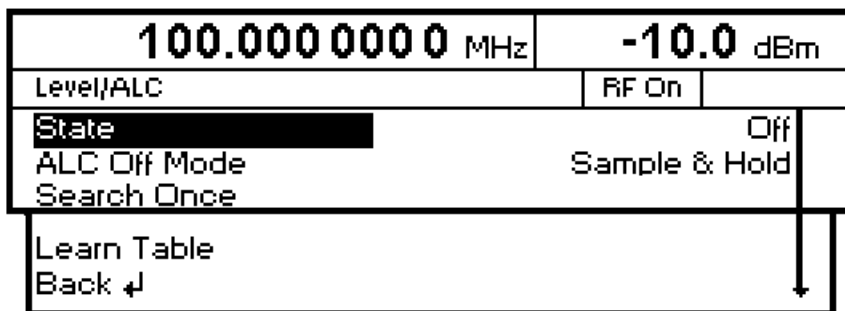 100.000 000 0 MHz -10.0 dBm
Level/ALC RF On
State Off
ALC Off Mode Sample & Hold
Search Once
Learn Table
Back ↵